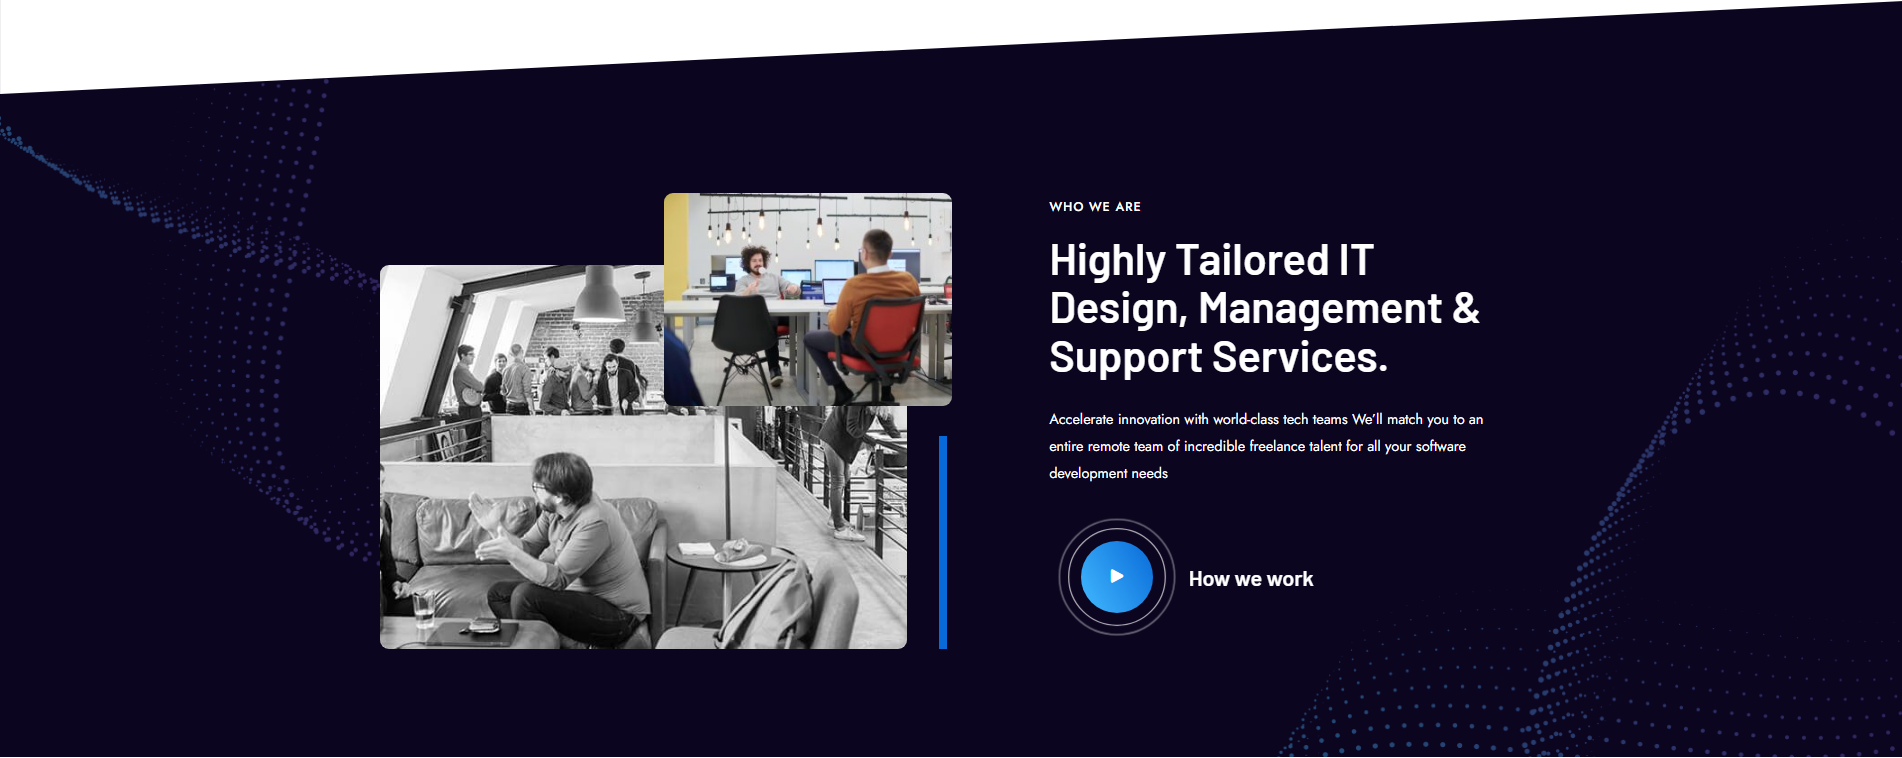 WHO WE ARE
Highly Tailored IT
Design, Management &
Support Services.
Accelerate innovation with world-class tech teams We’ll match you to an
entire remote team of incredible freelance talent for all your software
development needs
How we work